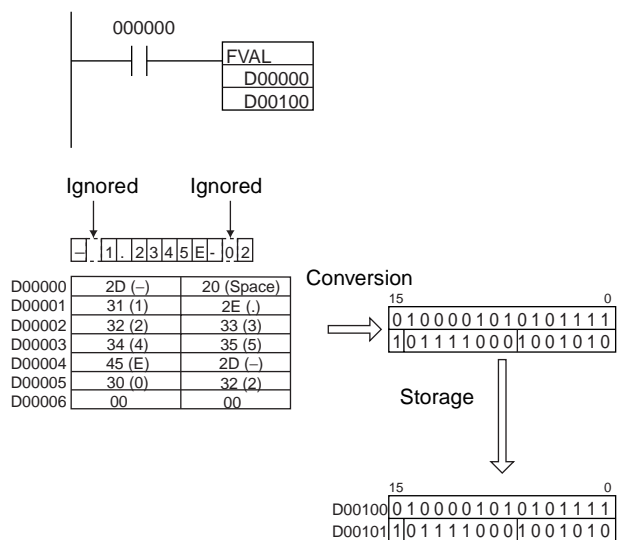 000000
FVAL
D00000
D00100
Ignored Ignored
– 1 . 2 3 4 5 E - 0 2
D00000 2D (–) 20 (Space)
D00001 31 (1) 2E (.)
D00002 32 (2) 33 (3)
D00003 34 (4) 35 (5)
D00004 45 (E) 2D (–)
D00005 30 (0) 32 (2)
D00006 00 00
Conversion
15 0
0 1 0 0 0 0 1 0 1 0 1 0 1 1 1 1
1 0 1 1 1 1 0 0 0 1 0 0 1 0 1 0
Storage
15 0
D00100 0 1 0 0 0 0 1 0 1 0 1 0 1 1 1 1
D00101 1 0 1 1 1 1 0 0 0 1 0 0 1 0 1 0